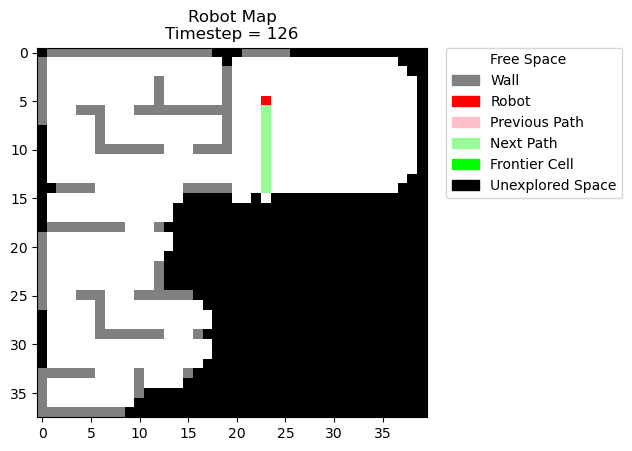 Robot Map
Timestep = 126
0
5
10
15
20
25
30
35
0
5
10
15
20
25
30
35
Free Space
Wall
Robot
Previous Path
Next Path
Frontier Cell
Unexplored Space